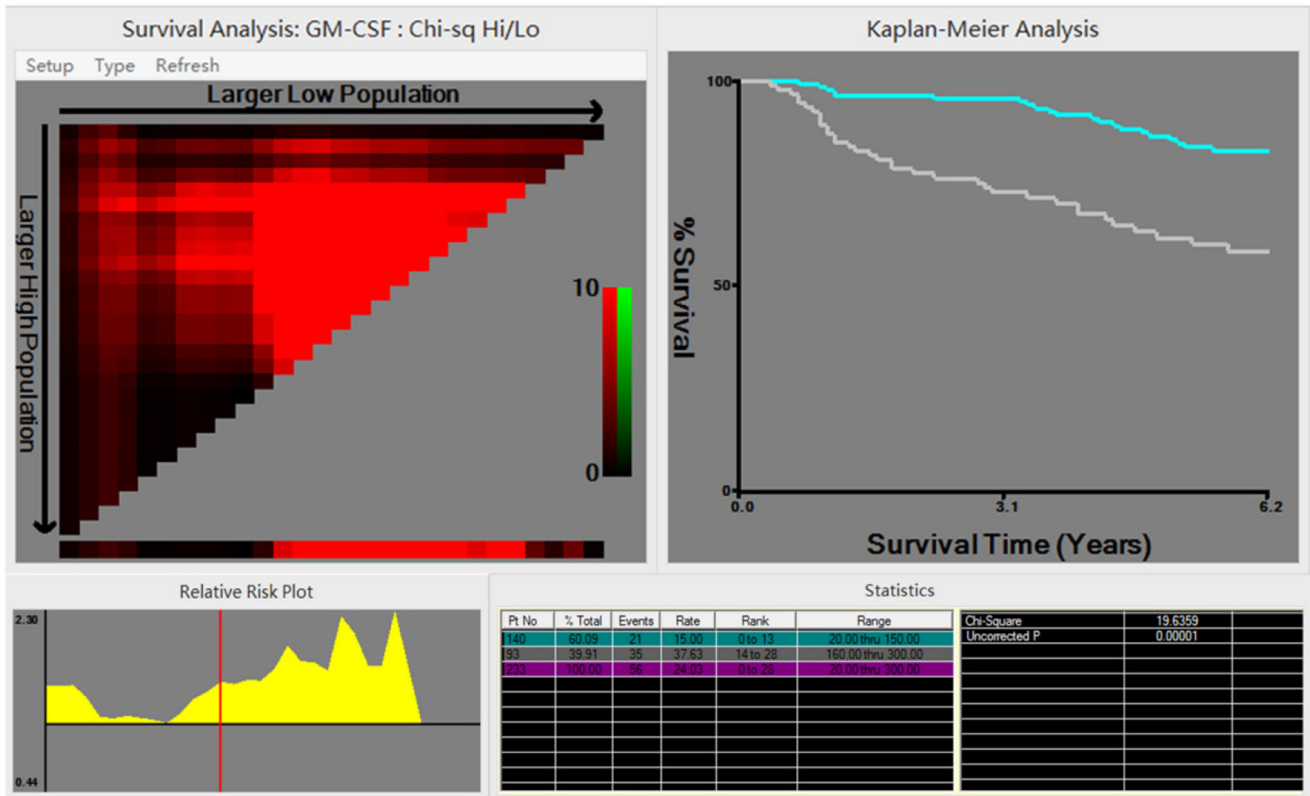 Survival Analysis: GM-CSF : Chi-sq Hi/Lo
Setup Type Refresh
Larger Low Population
Larger High Population
10
0
Kaplan-Meier Analysis
100
50
0
% Survival
0.0 3.1 6.2
Survival Time (Years)
Relative Risk Plot
2.30
0.44
Statistics
Pt No % Total Events Rate Rank Range
140 60.09 21 15.00 0 to 13 20.00 thru 150.00
93 39.91 35 37.63 14 to 28 160.00 thru 300.00
233 100.00 56 24.03 0 to 28 20.00 thru 300.00
Chi-Square 19.6359
Uncorrected P 0.00001